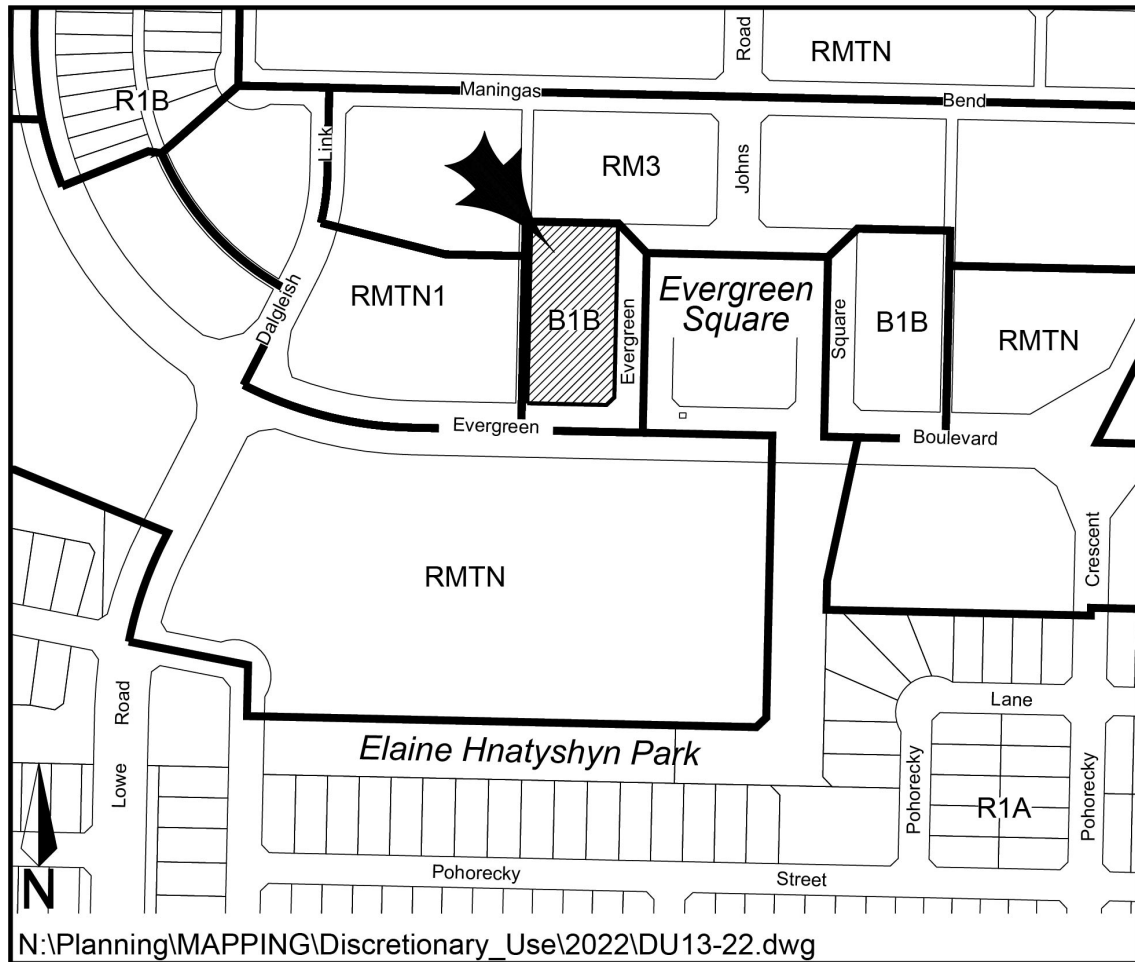 Road
RMTN
R1B
Maningas
Bend
Link
RM3
Johns
Dalgleish
RMTN1
B1B
Evergreen
Evergreen
Square
Square
B1B
RMTN
Evergreen
Boulevard
RMTN
Crescent
Road
Lowe
Elaine Hnatyshyn Park
Lane
Pohorecky
R1A
Pohorecky
Pohorecky
Street
N
N:\Planning\MAPPING\Discretionary_Use\2022\DU13-22.dwg